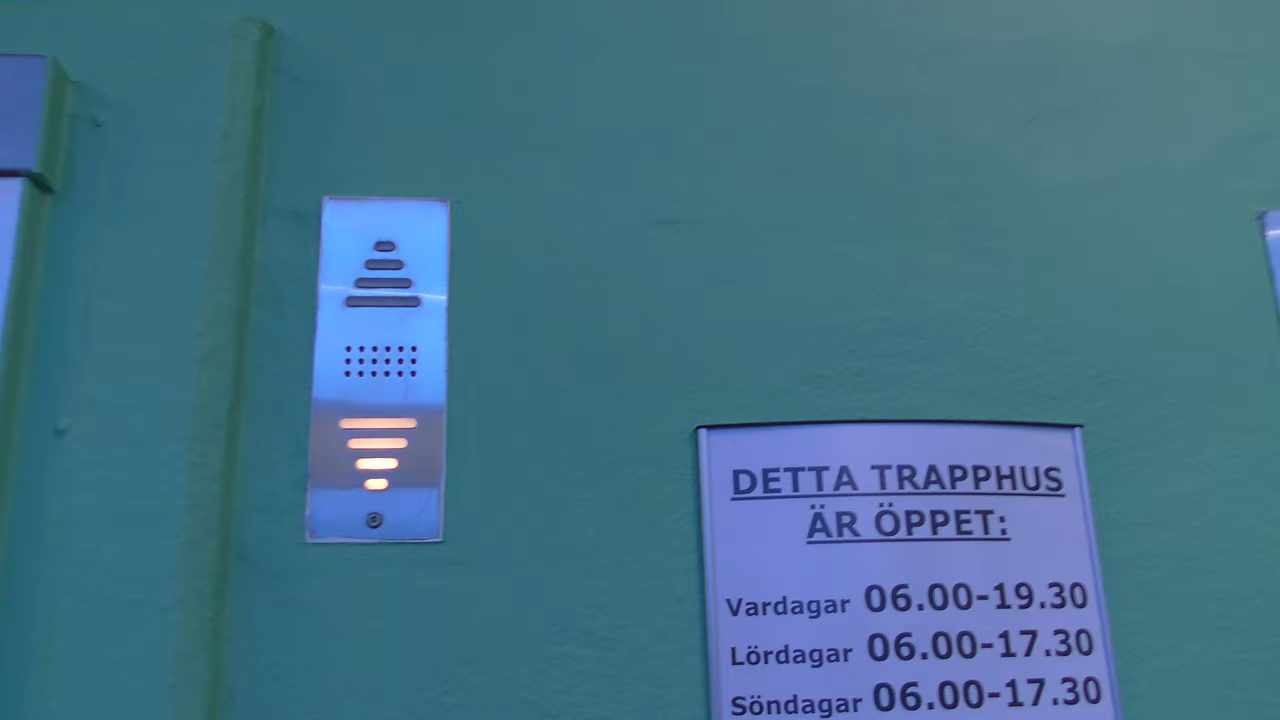 DETTA TRAPPHUS
ÄR ÖPPET:
Vardagar 06.00-19.30
Lördagar 06.00-17.30
Söndagar 06.00-17.30